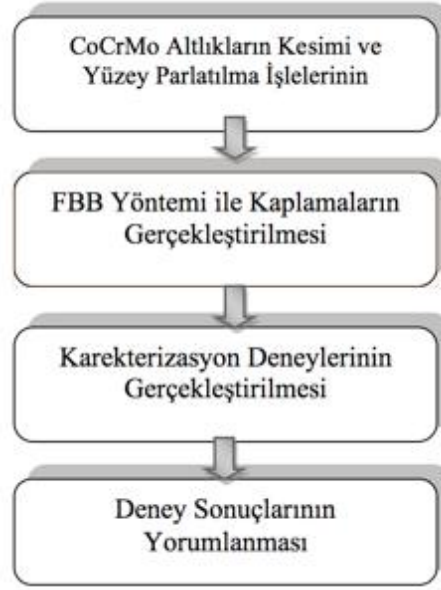 CoCrMo Altlıkların Kesimi ve
Yüzey Parlatılma İşlelerinin
FBB Yöntemi ile Kaplamaların
Gerçekleştirilmesi
Karekterizasyon Deneylerinin
Gerçekleştirilmesi
Deney Sonuçlarının
Yorumlanması